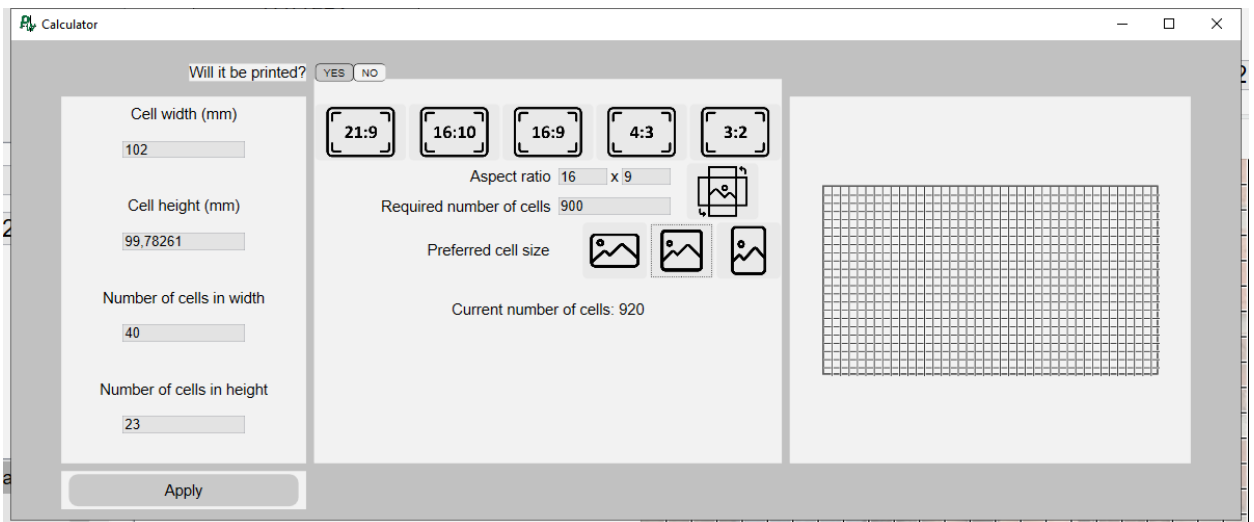 Calculator
Will it be printed? YES NO
Cell width (mm)
102
Cell height (mm)
99,78261
Number of cells in width
40
Number of cells in height
23
Apply
21:9 16:10 16:9 4:3 3:2
Aspect ratio 16 x 9
Required number of cells 900
Preferred cell size
Current number of cells: 920